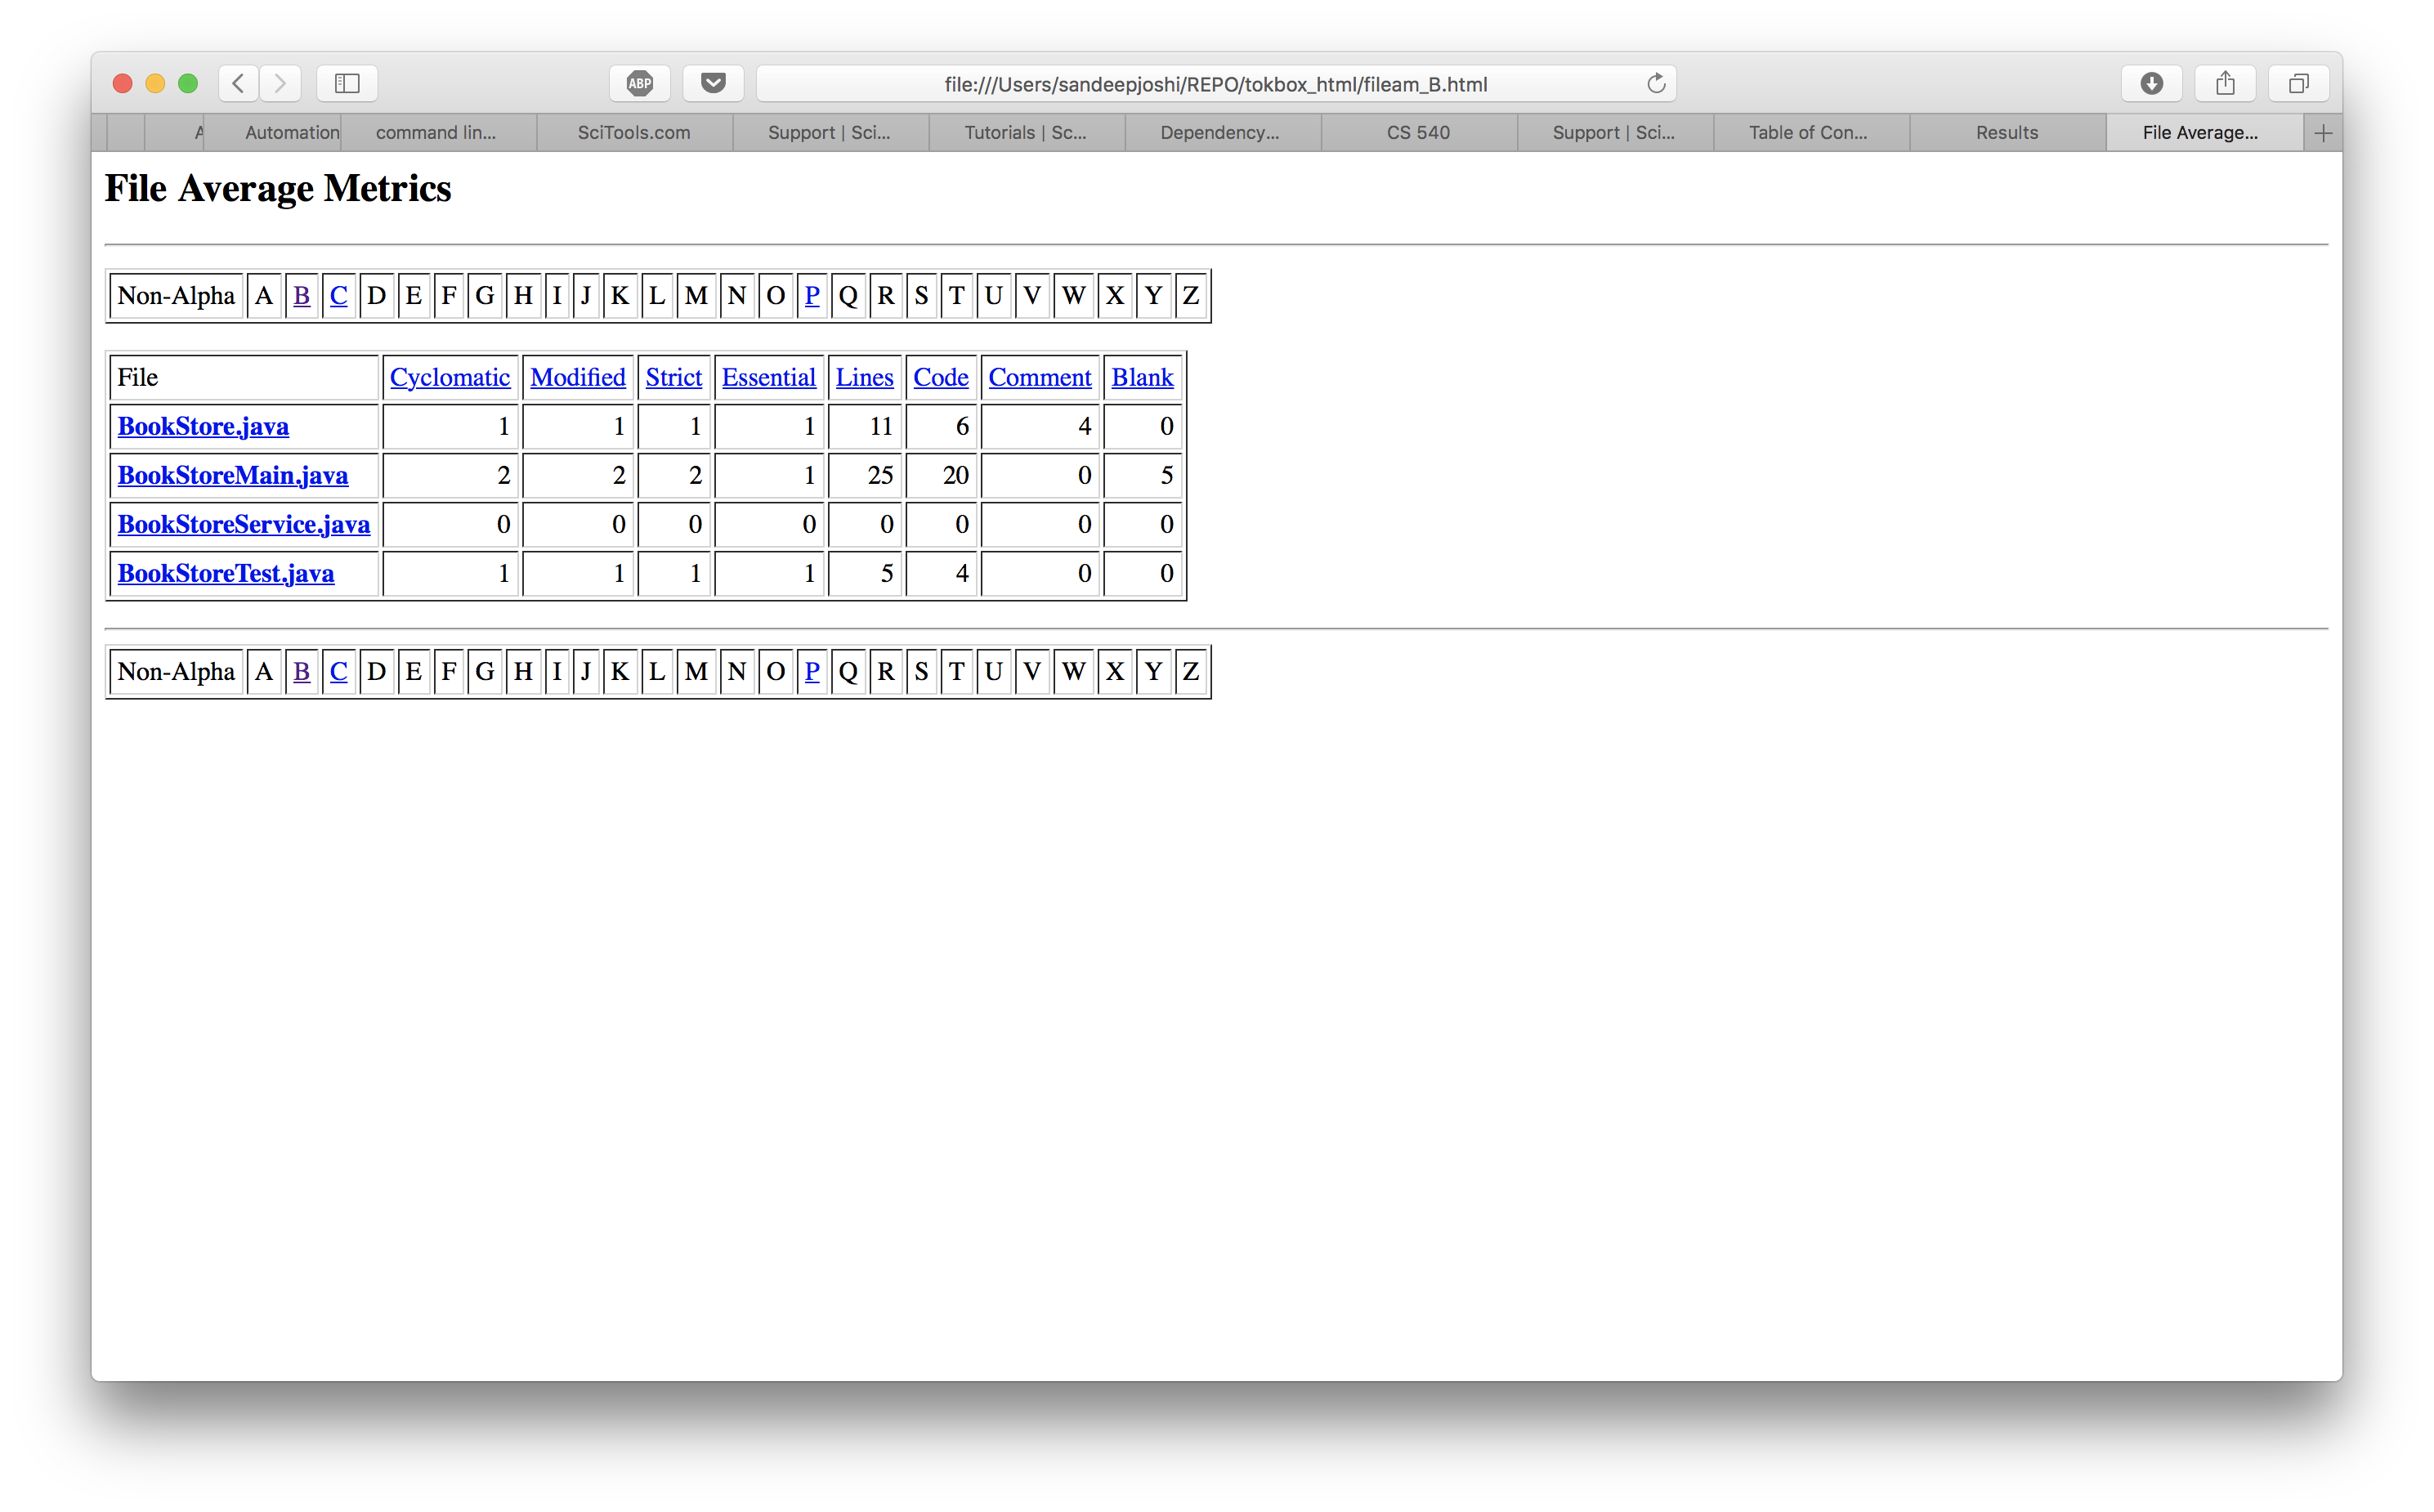 ABP
file:///Users/sandeepjoshi/REPO/tokbox_html/fileam_B.html
Automation command lin... SciTools.com Support | Sci... Tutorials | Sc... Dependency... CS 540 Support | Sci... Table of Con... Results File Average...
File Average Metrics
Non-Alpha A B C D E F G H I J K L M N O P Q R S T U V W X Y Z
File Cyclomatic Modified Strict Essential Lines Code Comment Blank
BookStore.java 1 1 1 1 11 6 4 0
BookStoreMain.java 2 2 2 1 25 20 0 5
BookStoreService.java 0 0 0 0 0 0 0 0
BookStoreTest.java 1 1 1 1 5 4 0 0
Non-Alpha A B C D E F G H I J K L M N O P Q R S T U V W X Y Z